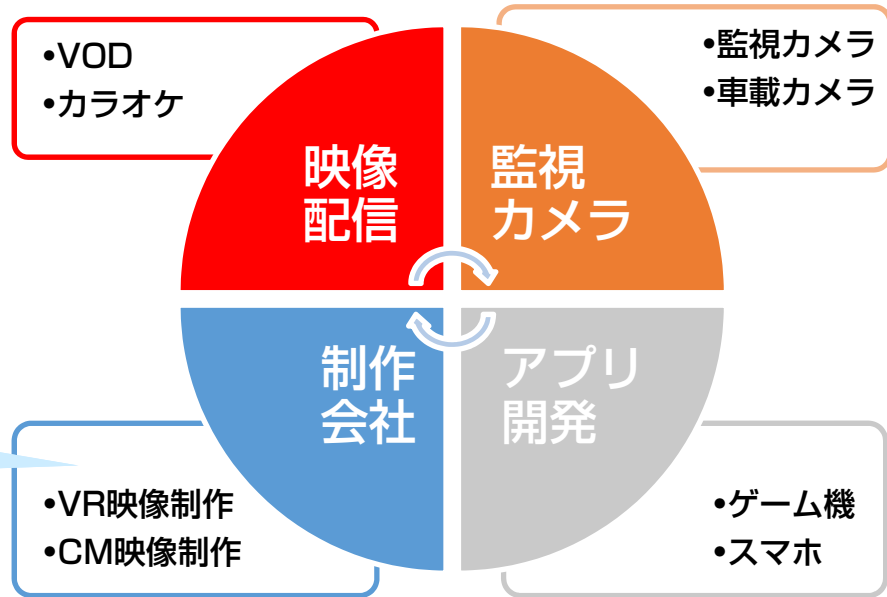 •VOD
•カラオケ
映像
配信
監視
カメラ
•監視カメラ
•車載カメラ
制作
会社
•VR映像制作
•CM映像制作
アプリ
開発
•ゲーム機
•スマホ